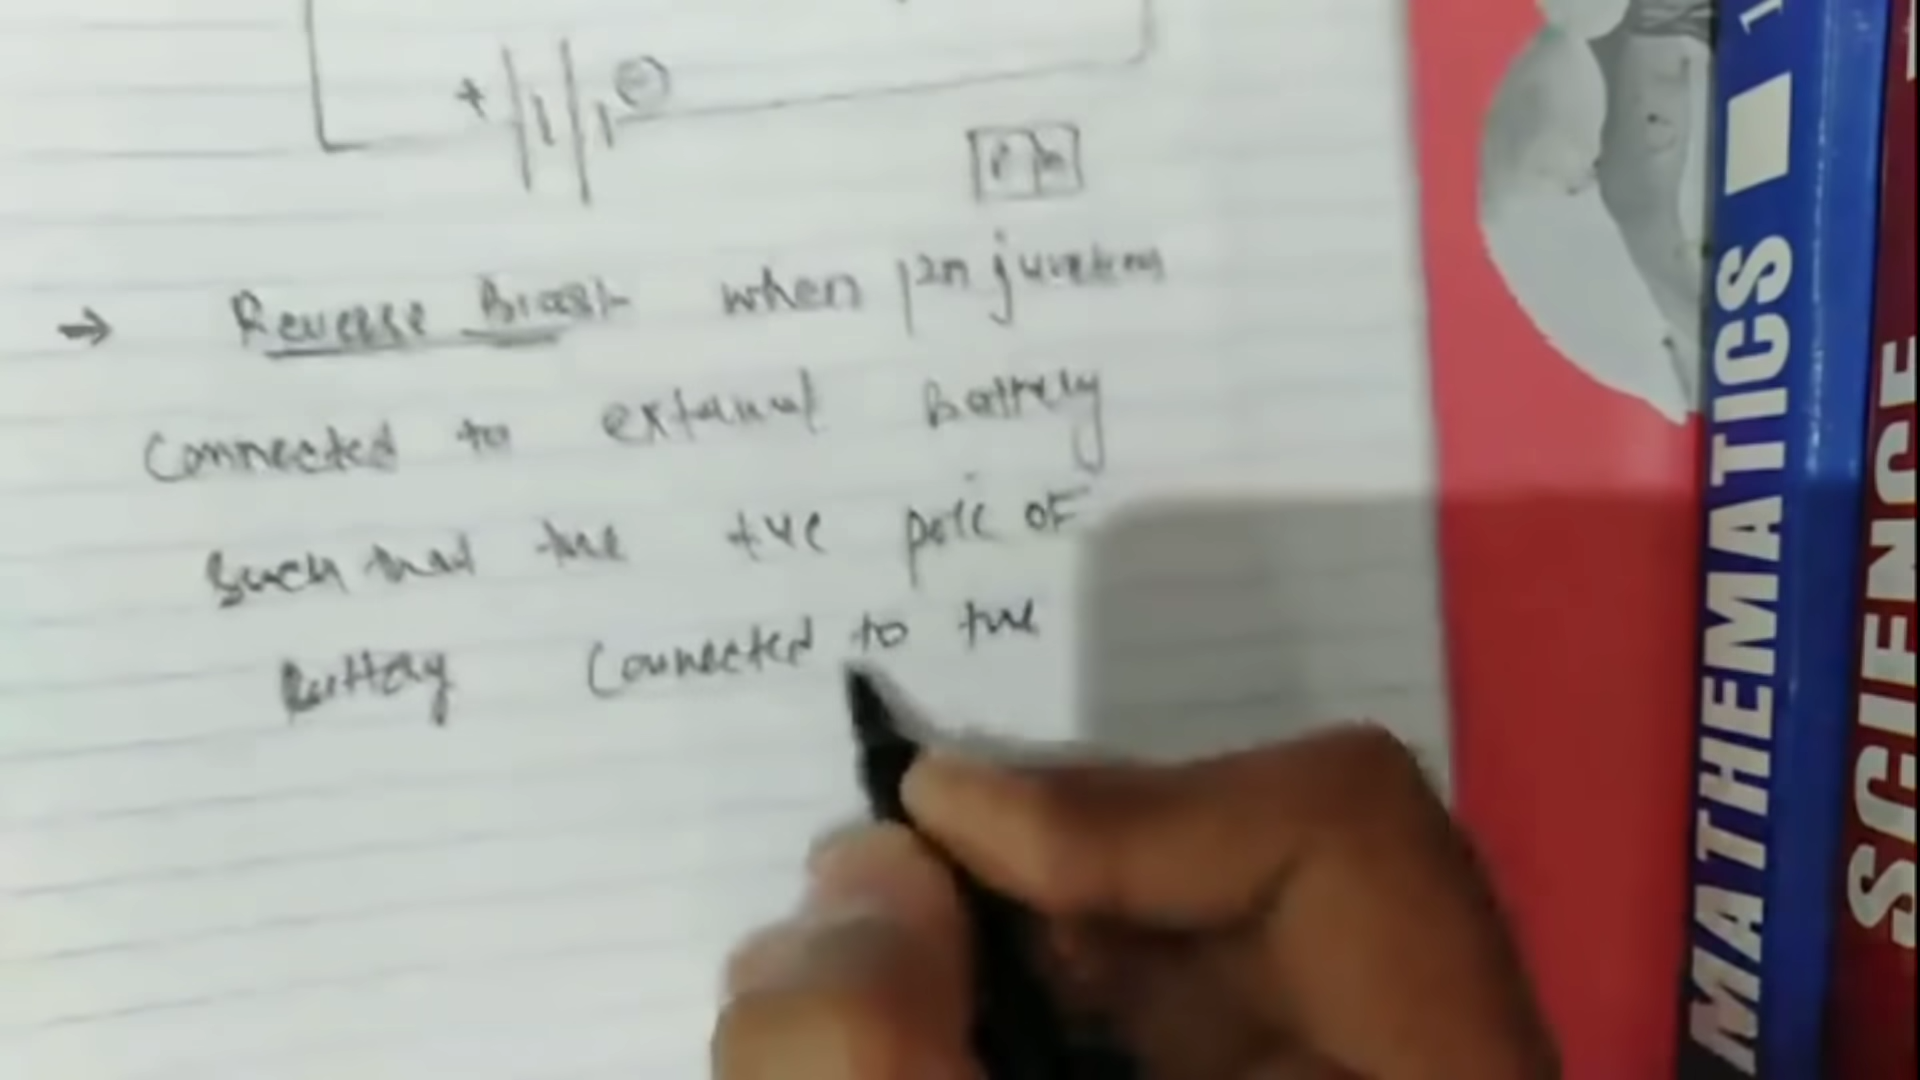 + −
P n
→ Reverse Biast when pn junction
Connected to external Battery
Such that the +ve pole of
Battery Connected to the
MATHEMATICS 1
SCIENCE